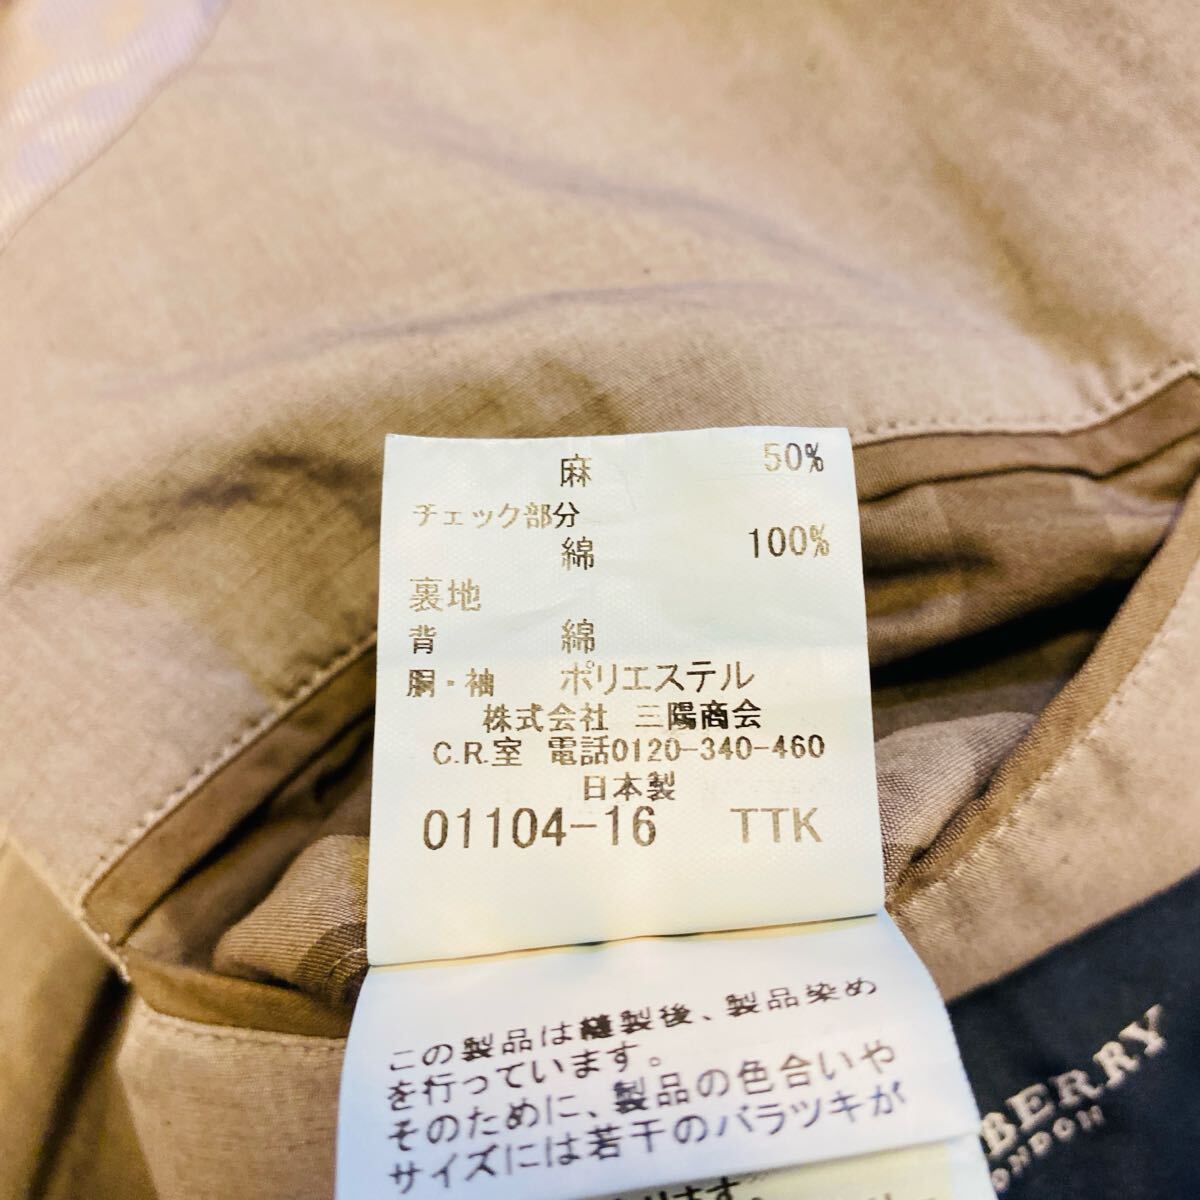 麻 50%
チェック部分
綿 100%
裏地
背 綿
胴・袖 ポリエステル
株式会社 三陽商会
C.R.室 電話0120-340-460
日本製
01104-16 TTK
この製品は縫製後、製品染め
を行っています。
そのために、製品の色合いや
サイズには若干のバラツキが
ります。
BERRY
ONDON